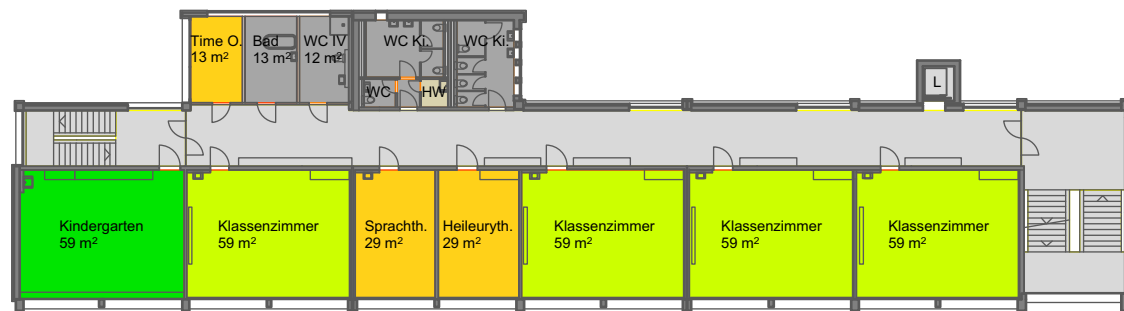 Time O.
13 m²
Bad
13 m²
WC IV
12 m²
WC Ki.
WC Ki.
WC
HW
L
Kindergarten
59 m²
Klassenzimmer
59 m²
Sprachth.
29 m²
Heileuryth.
29 m²
Klassenzimmer
59 m²
Klassenzimmer
59 m²
Klassenzimmer
59 m²